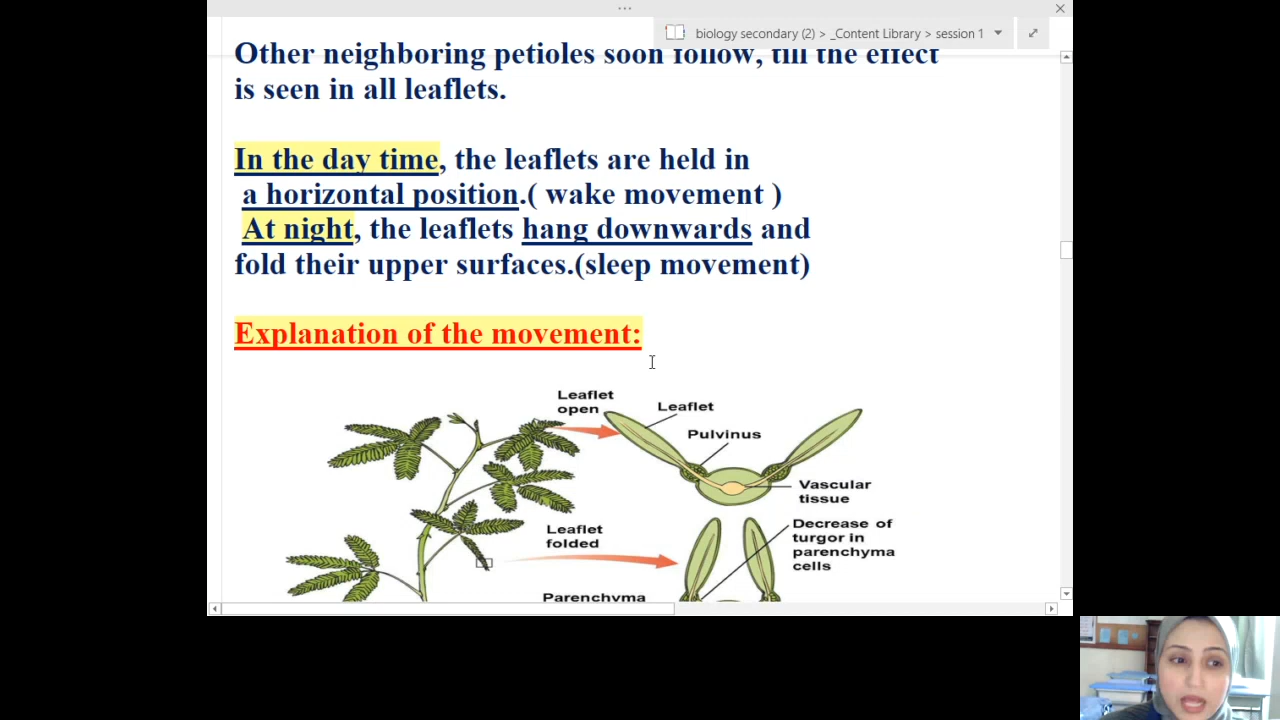 biology secondary (2) > _Content Library > session 1
Other neighboring petioles soon follow, till the effect
is seen in all leaflets.
In the day time, the leaflets are held in
a horizontal position.( wake movement )
At night, the leaflets hang downwards and
fold their upper surfaces.(sleep movement)
Explanation of the movement:
Leaflet
open
Leaflet
Pulvinus
Vascular
tissue
Leaflet
folded
Decrease of
turgor in
parenchyma
cells
Parenchyma